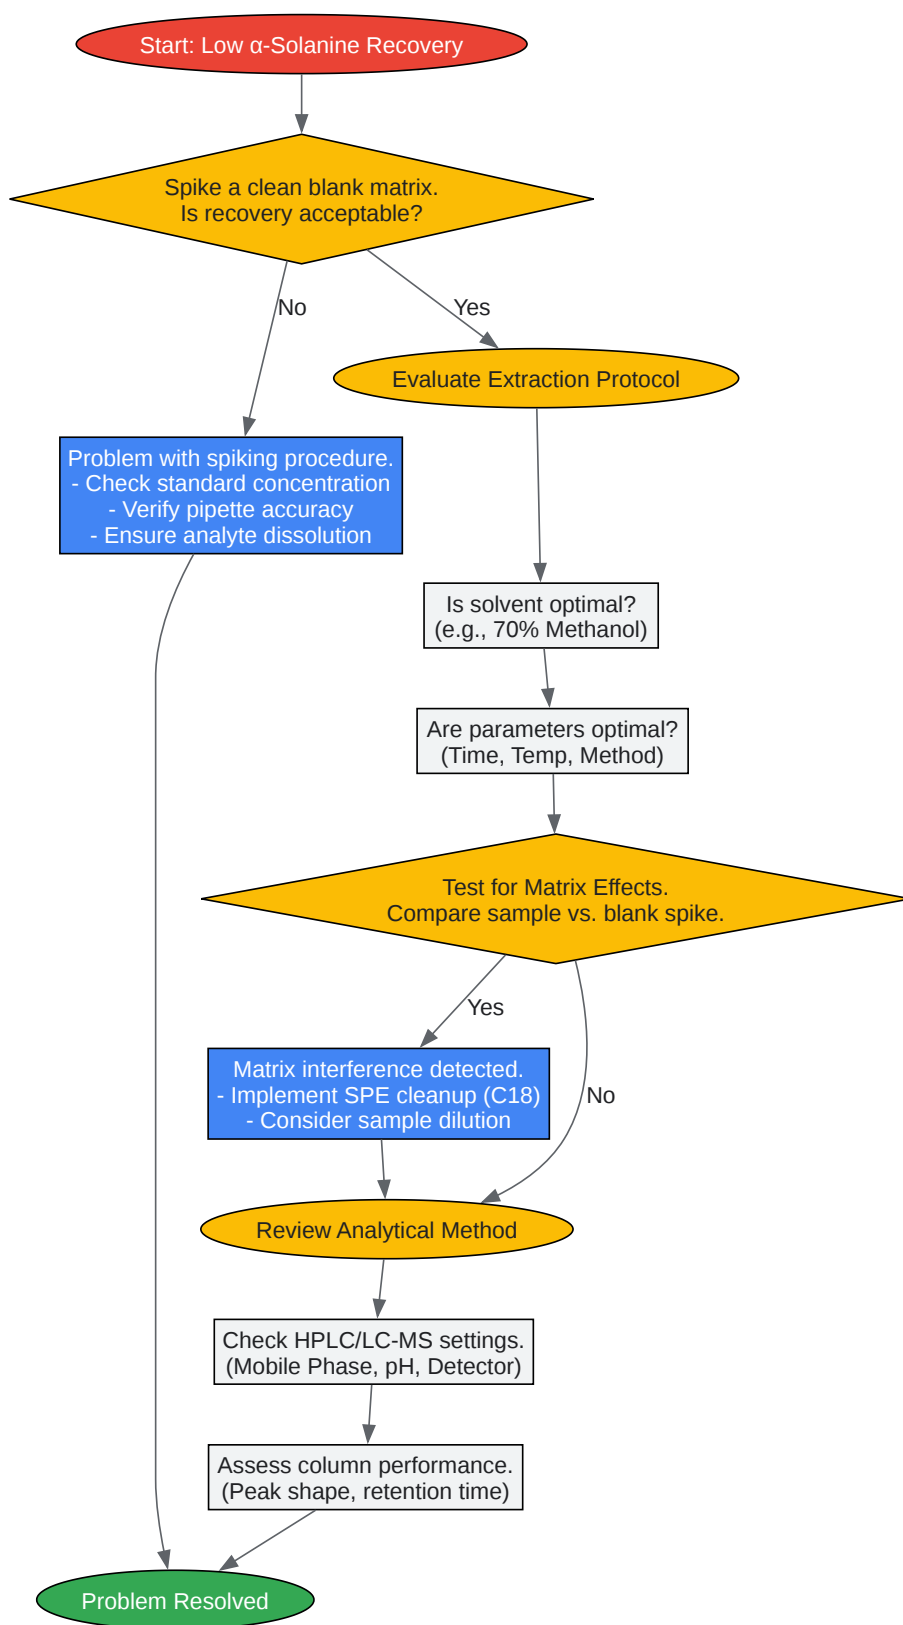 Start: Low α-Solanine Recovery
Spike a clean blank matrix.
Is recovery acceptable?
No
Yes
Evaluate Extraction Protocol
Problem with spiking procedure.
- Check standard concentration
- Verify pipette accuracy
- Ensure analyte dissolution
Is solvent optimal?
(e.g., 70% Methanol)
Are parameters optimal?
(Time, Temp, Method)
Test for Matrix Effects.
Compare sample vs. blank spike.
Yes
Matrix interference detected.
- Implement SPE cleanup (C18)
- Consider sample dilution
No
Review Analytical Method
Check HPLC/LC-MS settings.
(Mobile Phase, pH, Detector)
Assess column performance.
(Peak shape, retention time)
Problem Resolved